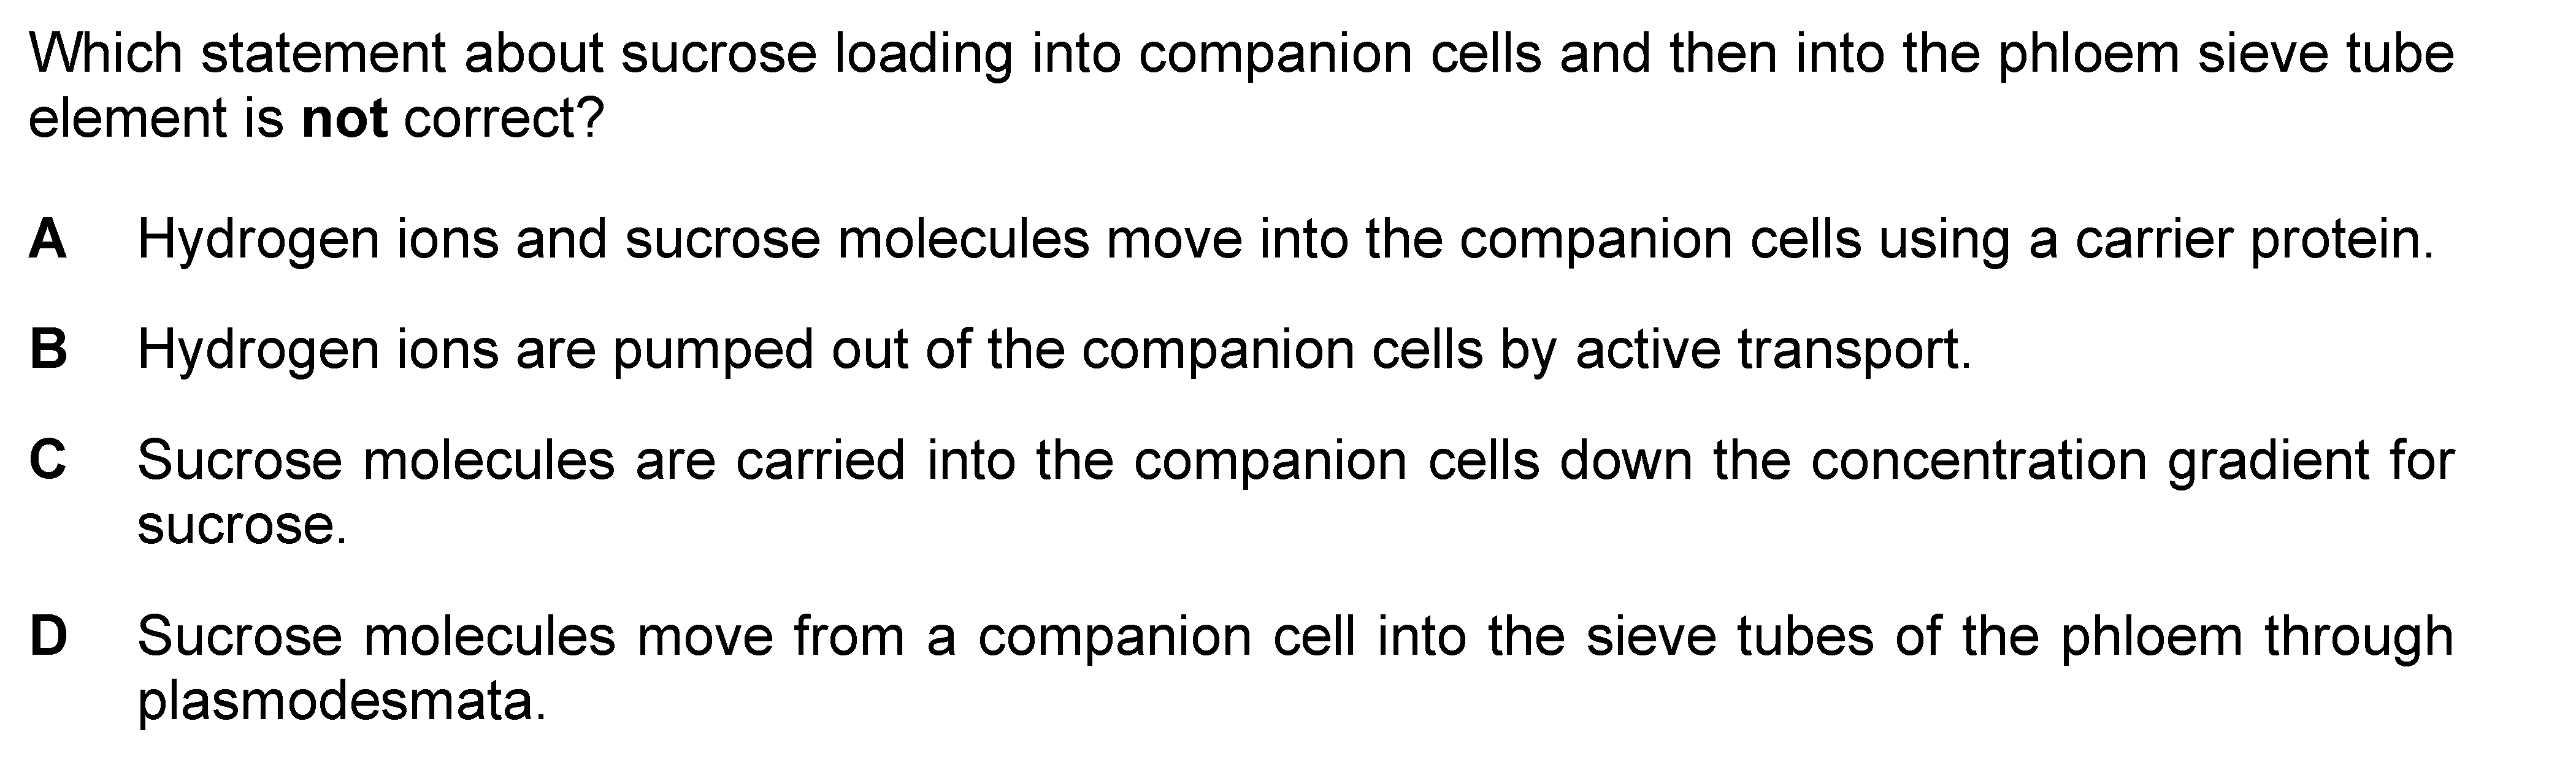 Which statement about sucrose loading into companion cells and then into the phloem sieve tube
element is not correct?
A Hydrogen ions and sucrose molecules move into the companion cells using a carrier protein.
B Hydrogen ions are pumped out of the companion cells by active transport.
C Sucrose molecules are carried into the companion cells down the concentration gradient for
sucrose.
D Sucrose molecules move from a companion cell into the sieve tubes of the phloem through
plasmodesmata.